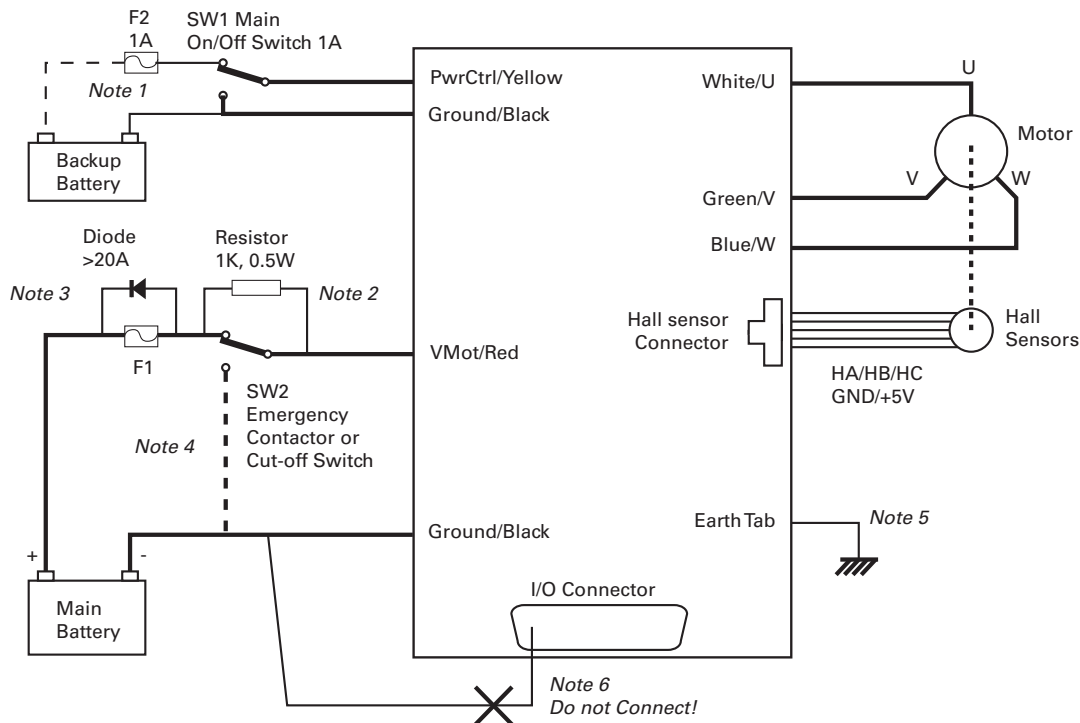 F2
1A
SW1 Main
On/Off Switch 1A
Note 1
Backup
Battery
PwrCtrl/Yellow
Ground/Black
White/U
U
Motor
V
W
Green/V
Blue/W
Diode
>20A
Resistor
1K, 0.5W
Note 3
Note 2
F1
VMot/Red
Hall sensor
Connector
Hall
Sensors
HA/HB/HC
GND/+5V
SW2
Emergency
Contactor or
Cut-off Switch
Note 4
Ground/Black
Earth Tab
Note 5
+
-
Main
Battery
I/O Connector
Note 6
Do not Connect!